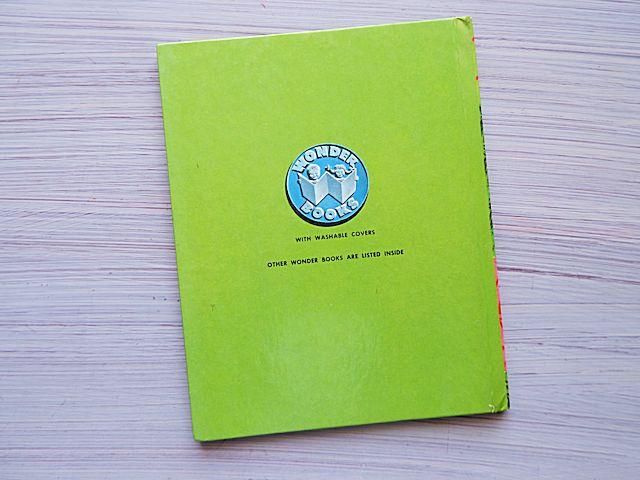 WONDER
BOOKS
WITH WASHABLE COVERS
OTHER WONDER BOOKS ARE LISTED INSIDE